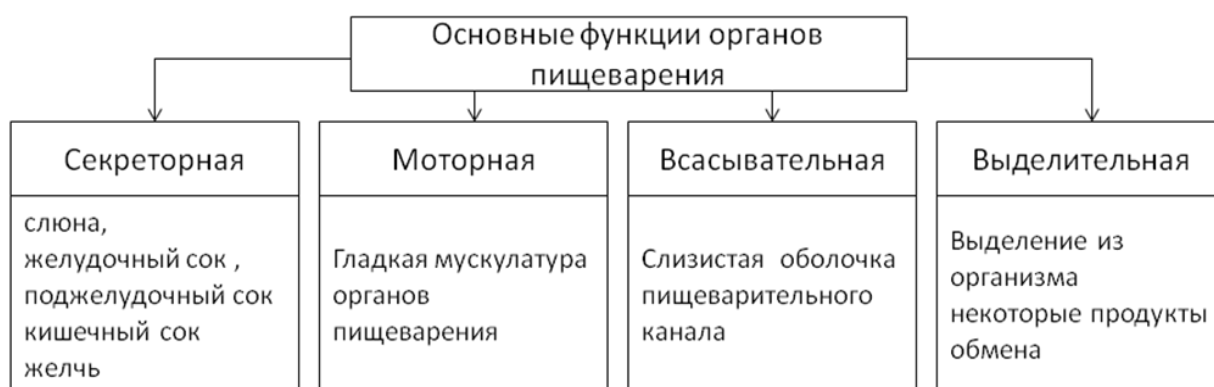 Основные функции органов
пищеварения
Секреторная
слюна,
желудочный сок ,
поджелудочный сок
кишечный сок
желчь
Моторная
Гладкая мускулатура
органов
пищеварения
Всасывательная
Слизистая оболочка
пищеварительного
канала
Выделительная
Выделение из
организма
некоторые продукты
обмена